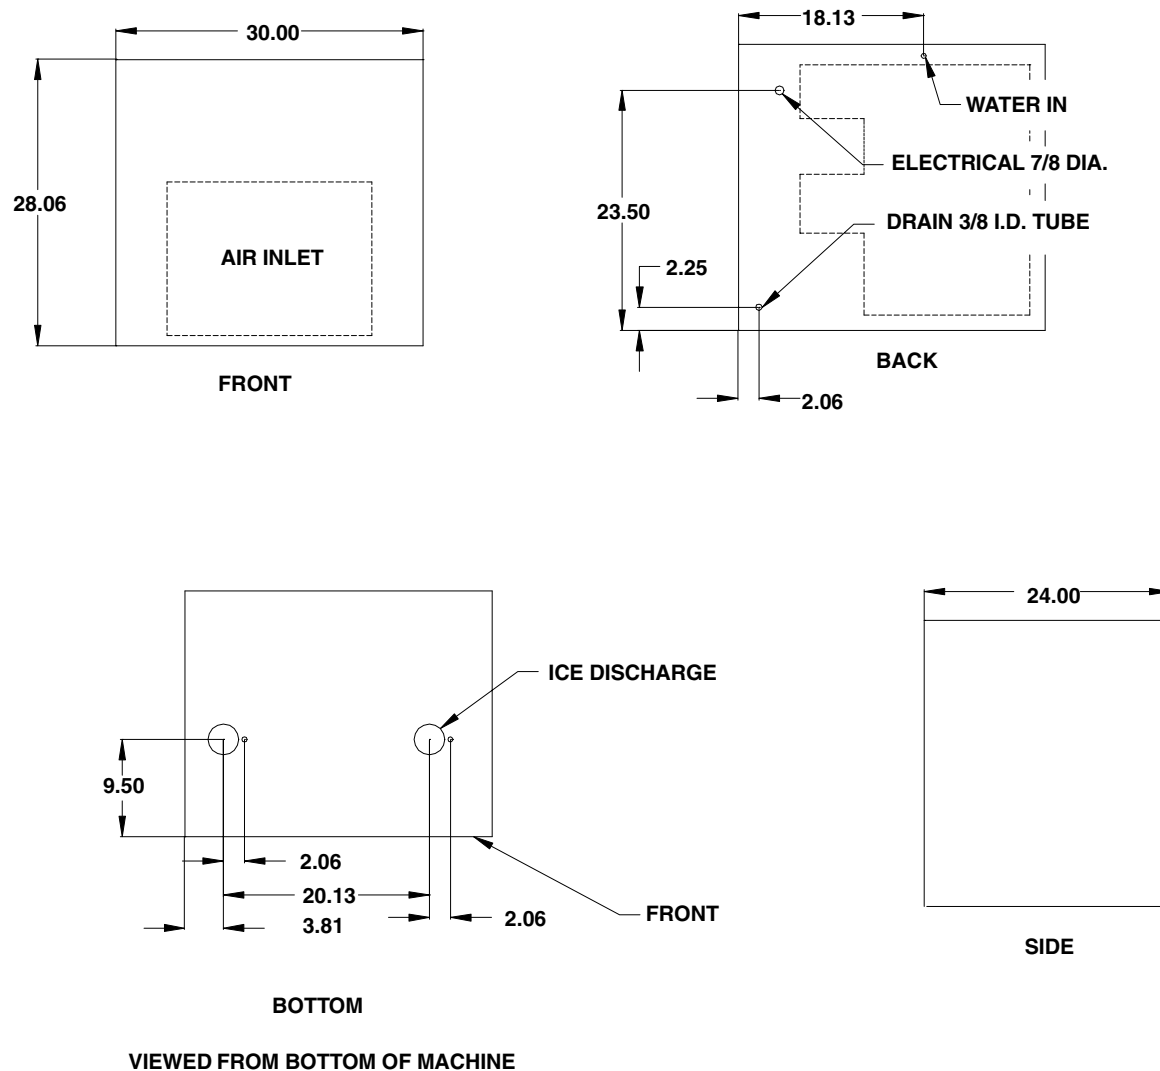 30.00
28.06
AIR INLET
FRONT
18.13
WATER IN
ELECTRICAL 7/8 DIA.
23.50
DRAIN 3/8 I.D. TUBE
2.25
BACK
2.06
ICE DISCHARGE
9.50
2.06
20.13
3.81
2.06
FRONT
BOTTOM
VIEWED FROM BOTTOM OF MACHINE
24.00
SIDE